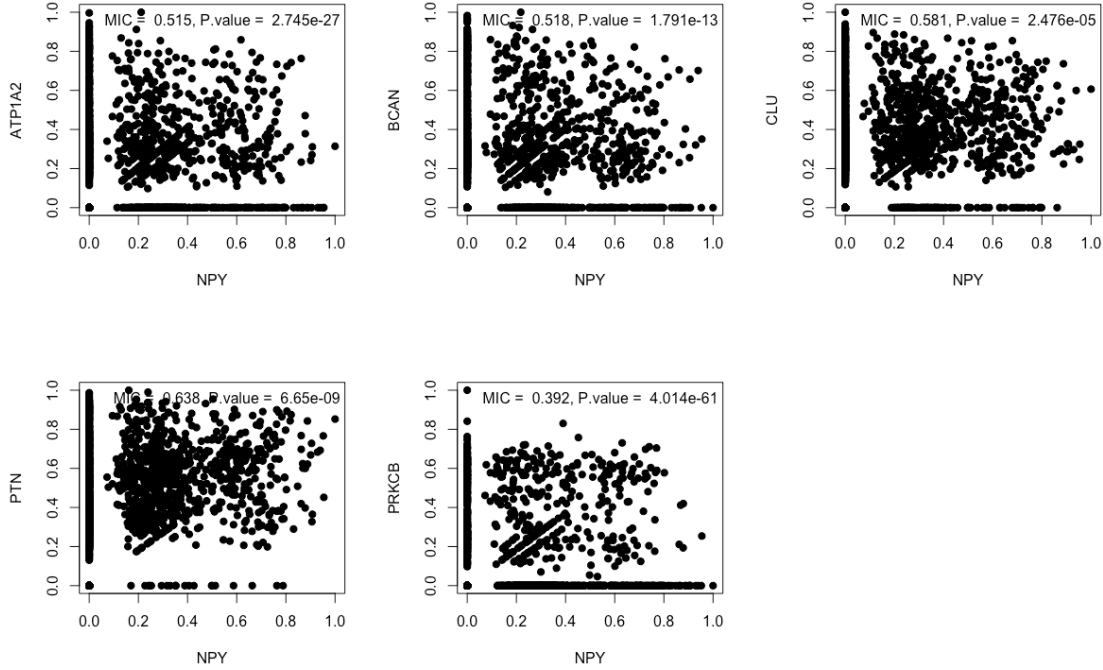 MIC = 0.515, P.value = 2.745e-27
ATP1A2
0.0 0.2 0.4 0.6 0.8 1.0
0.0 0.2 0.4 0.6 0.8 1.0
NPY
MIC = 0.518, P.value = 1.791e-13
BCAN
0.0 0.2 0.4 0.6 0.8 1.0
0.0 0.2 0.4 0.6 0.8 1.0
NPY
MIC = 0.581, P.value = 2.476e-05
CLU
0.0 0.2 0.4 0.6 0.8 1.0
0.0 0.2 0.4 0.6 0.8 1.0
NPY
MIC = 0.638, P.value = 6.65e-09
PTN
0.0 0.2 0.4 0.6 0.8 1.0
0.0 0.2 0.4 0.6 0.8 1.0
NPY
MIC = 0.392, P.value = 4.014e-61
PRKCB
0.0 0.2 0.4 0.6 0.8 1.0
0.0 0.2 0.4 0.6 0.8 1.0
NPY